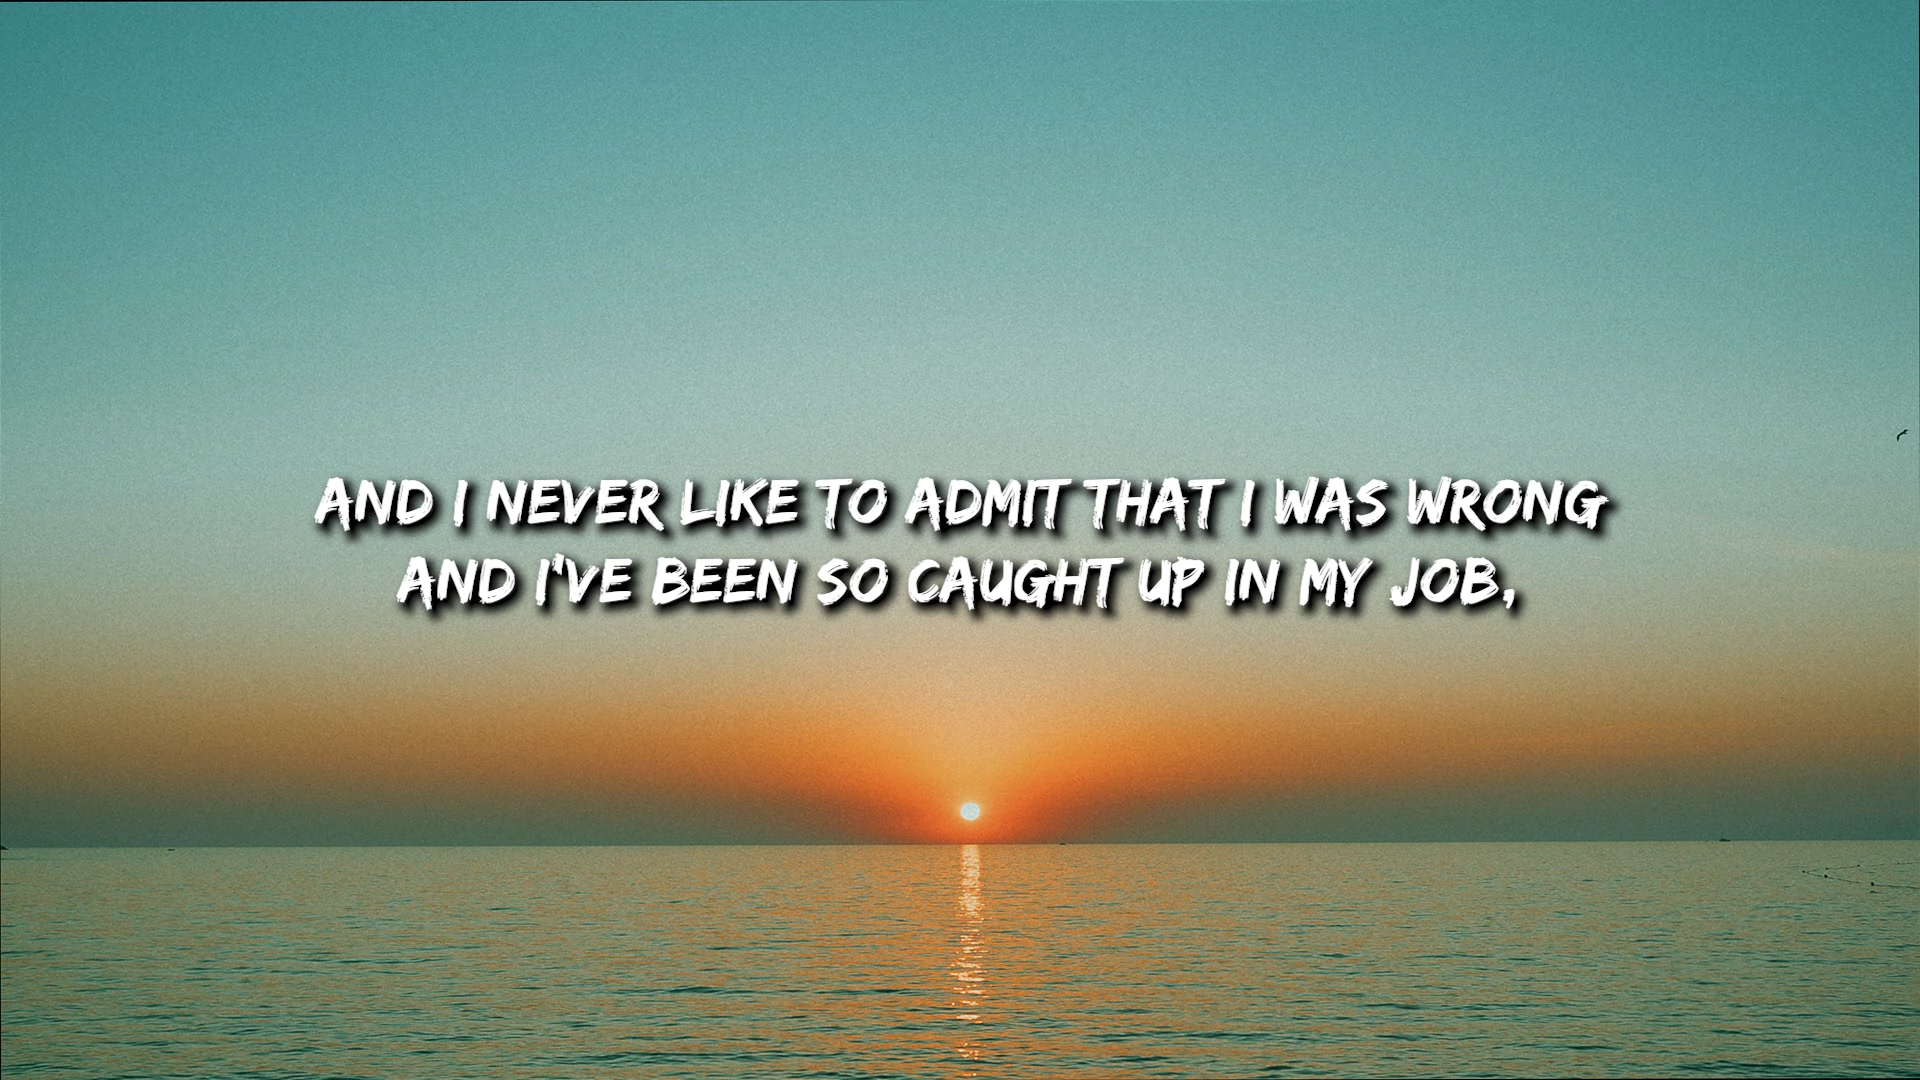 AND I NEVER LIKE TO ADMIT THAT I WAS WRONG
AND I'VE BEEN SO CAUGHT UP IN MY JOB,